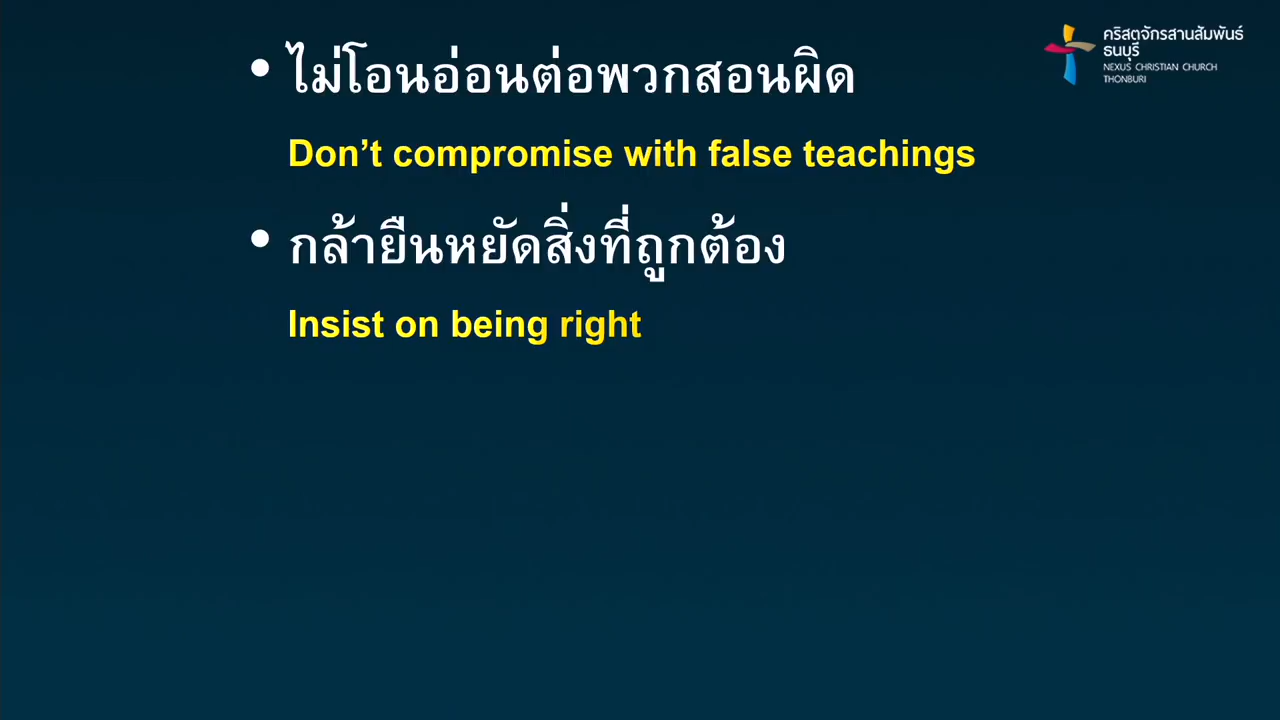 • ไม่โอนอ่อนต่อพวกสอนผิด
Don't compromise with false teachings
• กล้ายืนหยัดสิ่งที่ถูกต้อง
Insist on being right
คริสตจักรสานสัมพันธ์
ธนบุรี
NEXUS CHRISTIAN CHURCH
THONBURI